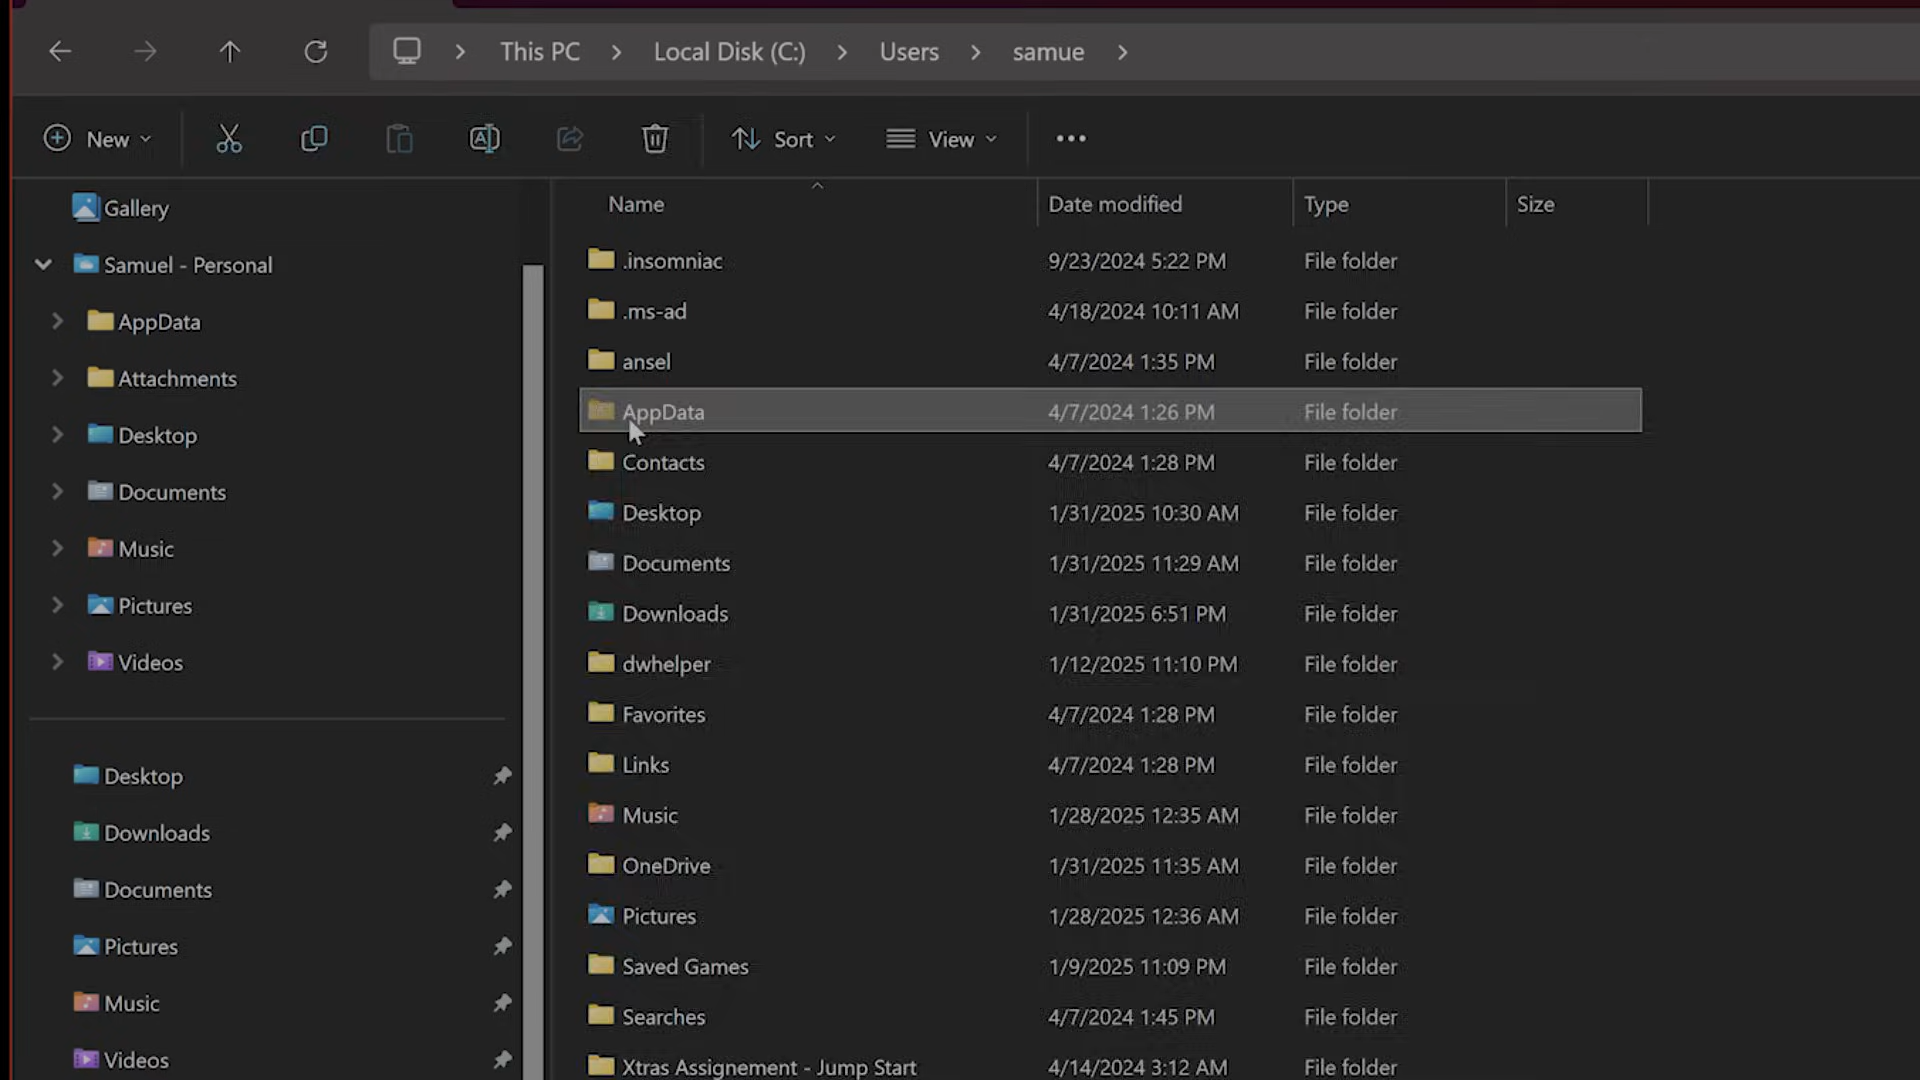 This PC > Local Disk (C:) > Users > samue >
New Sort View
Name Date modified Type Size
Gallery
Samuel - Personal
AppData
Attachments
Desktop
Documents
Music
Pictures
Videos
Desktop
Downloads
Documents
Pictures
Music
Videos
.insomniac 9/23/2024 5:22 PM File folder
.ms-ad 4/18/2024 10:11 AM File folder
ansel 4/7/2024 1:35 PM File folder
AppData 4/7/2024 1:26 PM File folder
Contacts 4/7/2024 1:28 PM File folder
Desktop 1/31/2025 10:30 AM File folder
Documents 1/31/2025 11:29 AM File folder
Downloads 1/31/2025 6:51 PM File folder
dwhelper 1/12/2025 11:10 PM File folder
Favorites 4/7/2024 1:28 PM File folder
Links 4/7/2024 1:28 PM File folder
Music 1/28/2025 12:35 AM File folder
OneDrive 1/31/2025 11:35 AM File folder
Pictures 1/28/2025 12:36 AM File folder
Saved Games 1/9/2025 11:09 PM File folder
Searches 4/7/2024 1:45 PM File folder
Xtras Assignement - Jump Start 4/14/2024 3:12 AM File folder